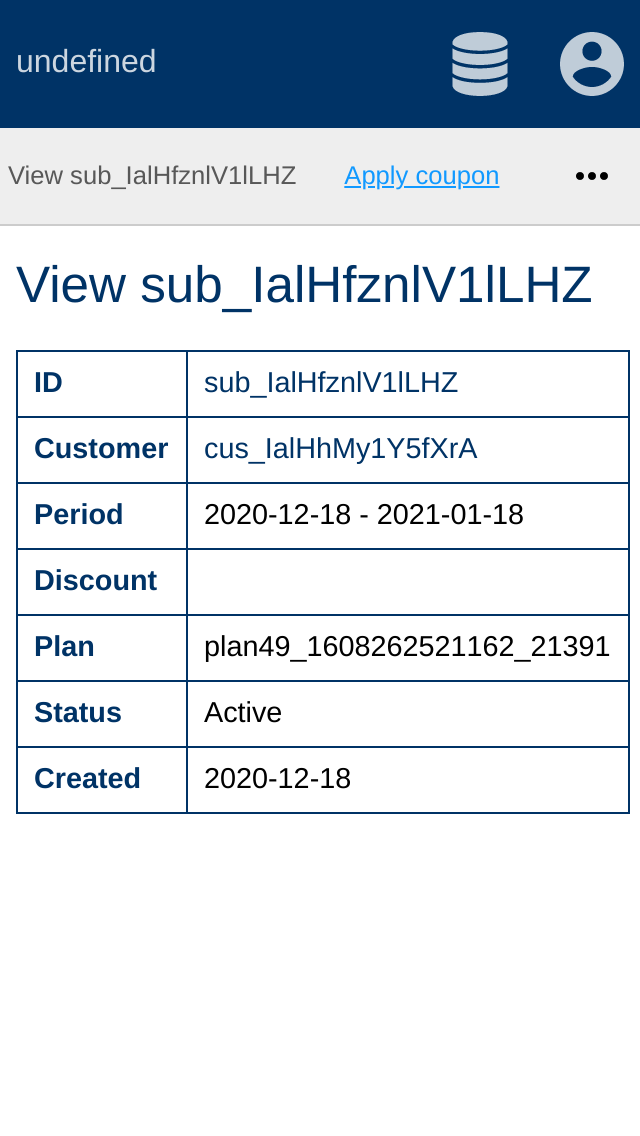 undefined
View sub_IalHfznlV1lLHZ Apply coupon •••
View sub_IalHfznlV1lLHZ
ID sub_IalHfznlV1lLHZ
Customer cus_IalHhMy1Y5fXrA
Period 2020-12-18 - 2021-01-18
Discount
Plan plan49_1608262521162_21391
Status Active
Created 2020-12-18